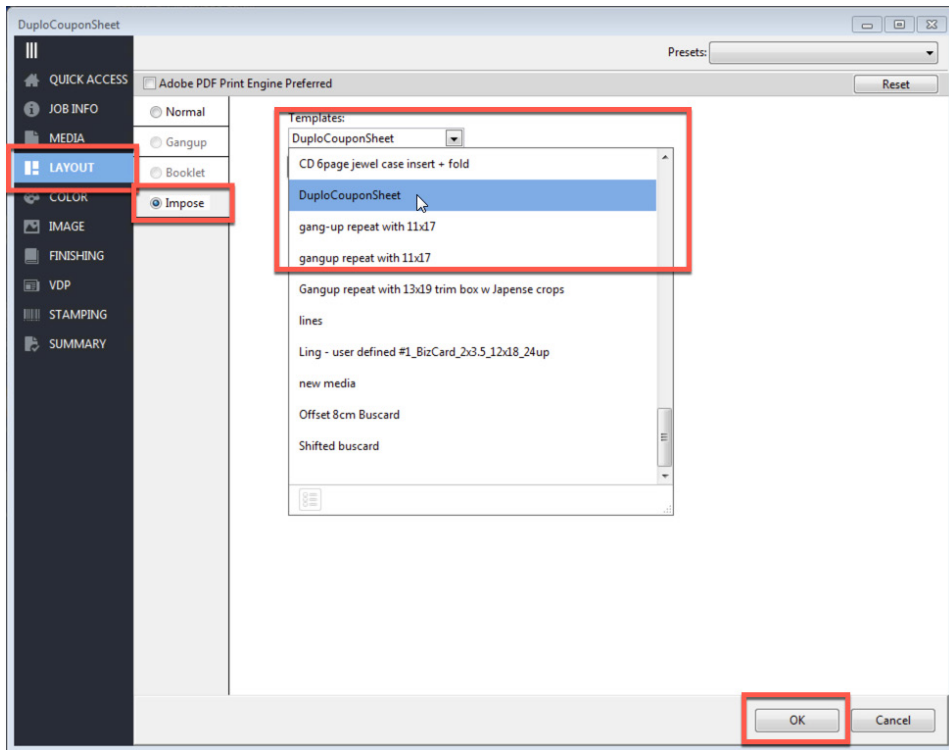 DuploCouponSheet
Presets:
QUICK ACCESS
JOB INFO
MEDIA
LAYOUT
COLOR
IMAGE
FINISHING
VDP
STAMPING
SUMMARY
Adobe PDF Print Engine Preferred
Reset
Normal
Gangup
Booklet
Impose
Templates:
DuploCouponSheet
CD 6page jewel case insert + fold
DuploCouponSheet
gang-up repeat with 11x17
gangup repeat with 11x17
Gangup repeat with 13x19 trim box w Japense crops
lines
Ling - user defined #1_BizCard_2x3.5_12x18_24up
new media
Offset 8cm Buscard
Shifted buscard
OK
Cancel